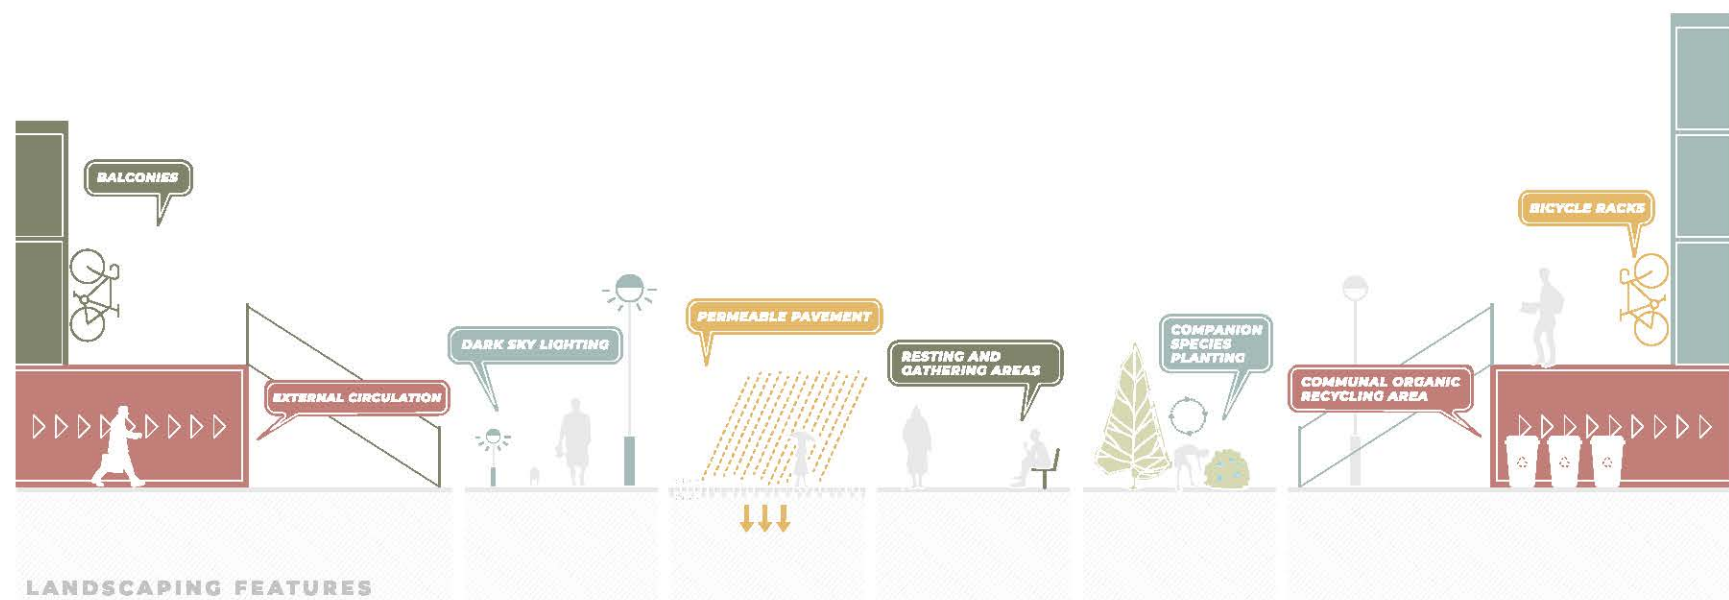 BALCONIES
BICYCLE RACKS
PERMEABLE PAVEMENT
DARK SKY LIGHTING
COMPANION
SPECIES
PLANTING
RESTING AND
GATHERING AREAS
EXTERNAL CIRCULATION
COMMUNAL ORGANIC
RECYCLING AREA
LANDSCAPING FEATURES